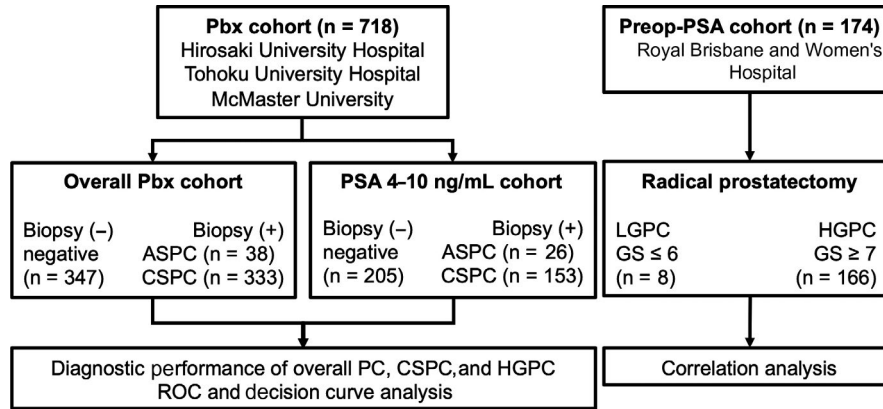 Pbx cohort (n = 718)
Hirosaki University Hospital
Tohoku University Hospital
McMaster University
Preop-PSA cohort (n = 174)
Royal Brisbane and Women's
Hospital
Overall Pbx cohort
Biopsy (–) Biopsy (+)
negative ASPC (n = 38)
(n = 347) CSPC (n = 333)
PSA 4–10 ng/mL cohort
Biopsy (–) Biopsy (+)
negative ASPC (n = 26)
(n = 205) CSPC (n = 153)
Radical prostatectomy
LGPC HGPC
GS ≤ 6 GS ≥ 7
(n = 8) (n = 166)
Diagnostic performance of overall PC, CSPC, and HGPC
ROC and decision curve analysis
Correlation analysis